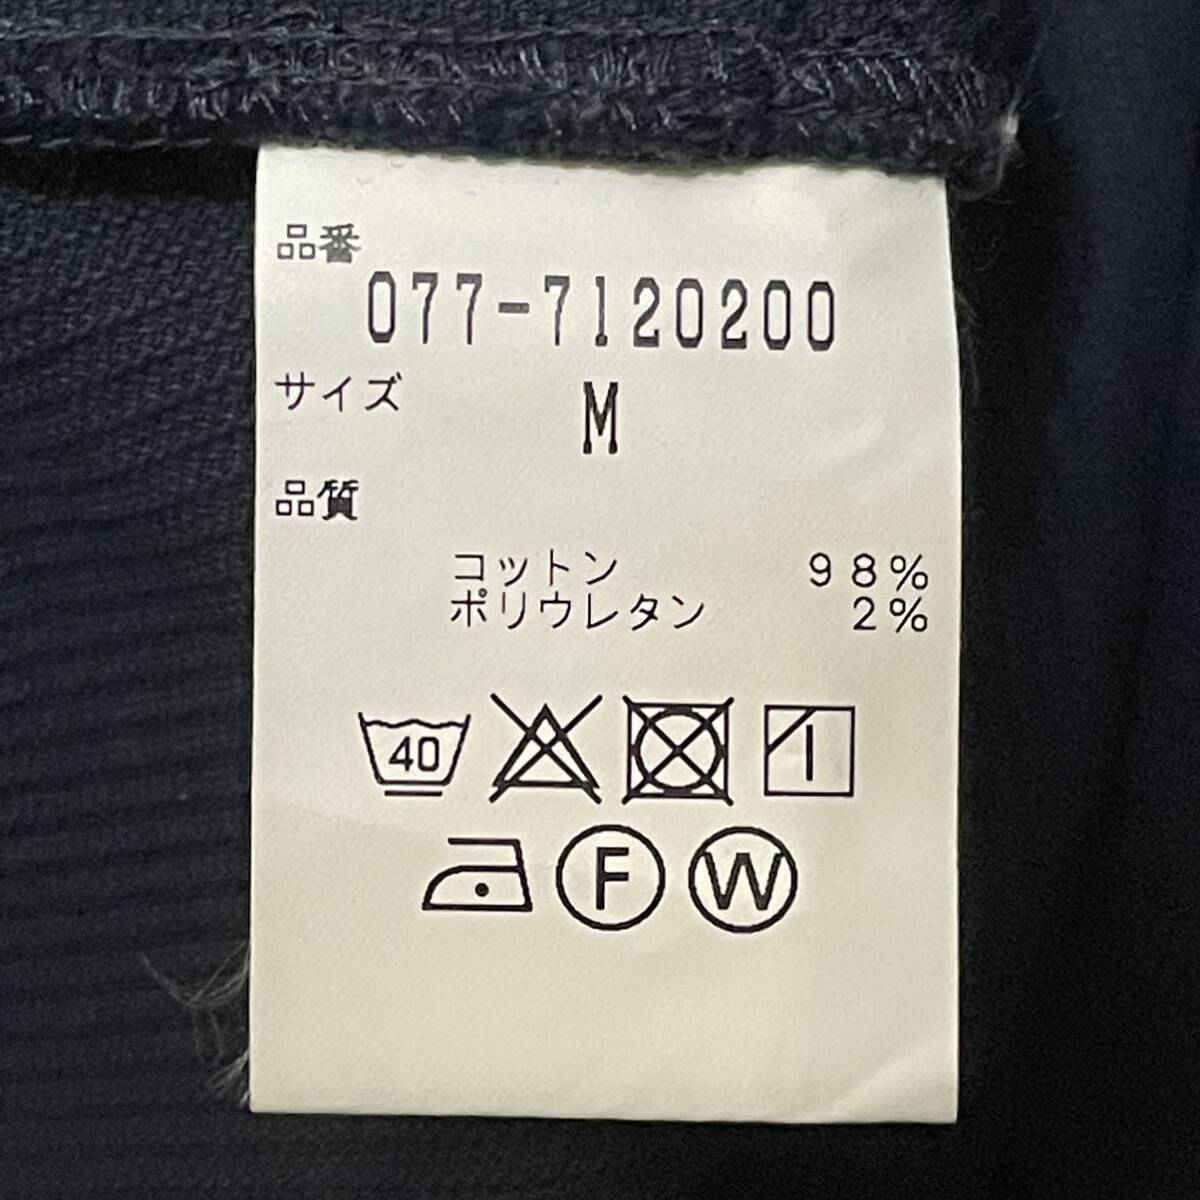 品番
077-7120200
サイズ M
品質
コットン 98%
ポリウレタン 2%
40
F W